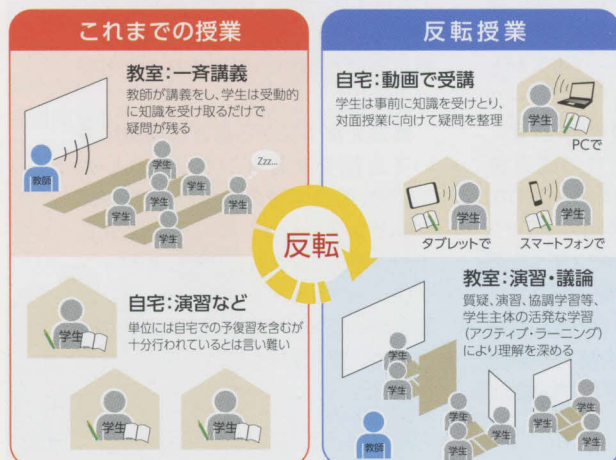 これまでの授業
教室：一斉講義
教師が講義をし、学生は受動的
に知識を受け取るだけで
疑問が残る
教師
学生
Zzz...
学生
学生
学生
学生
学生
自宅：演習など
単位には自宅での予復習を含むが
十分行われているとは言い難い
学生
学生
学生
反転
反転授業
自宅：動画で受講
学生は事前に知識を受けとり、
対面授業に向けて疑問を整理
学生
PCで
学生
タブレットで
学生
スマートフォンで
教室：演習・議論
質疑、演習、協調学習等、
学生主体の活発な学習
（アクティブ・ラーニング）
により理解を深める
学生
学生
教師
学生
学生
学生
学生
学生
学生